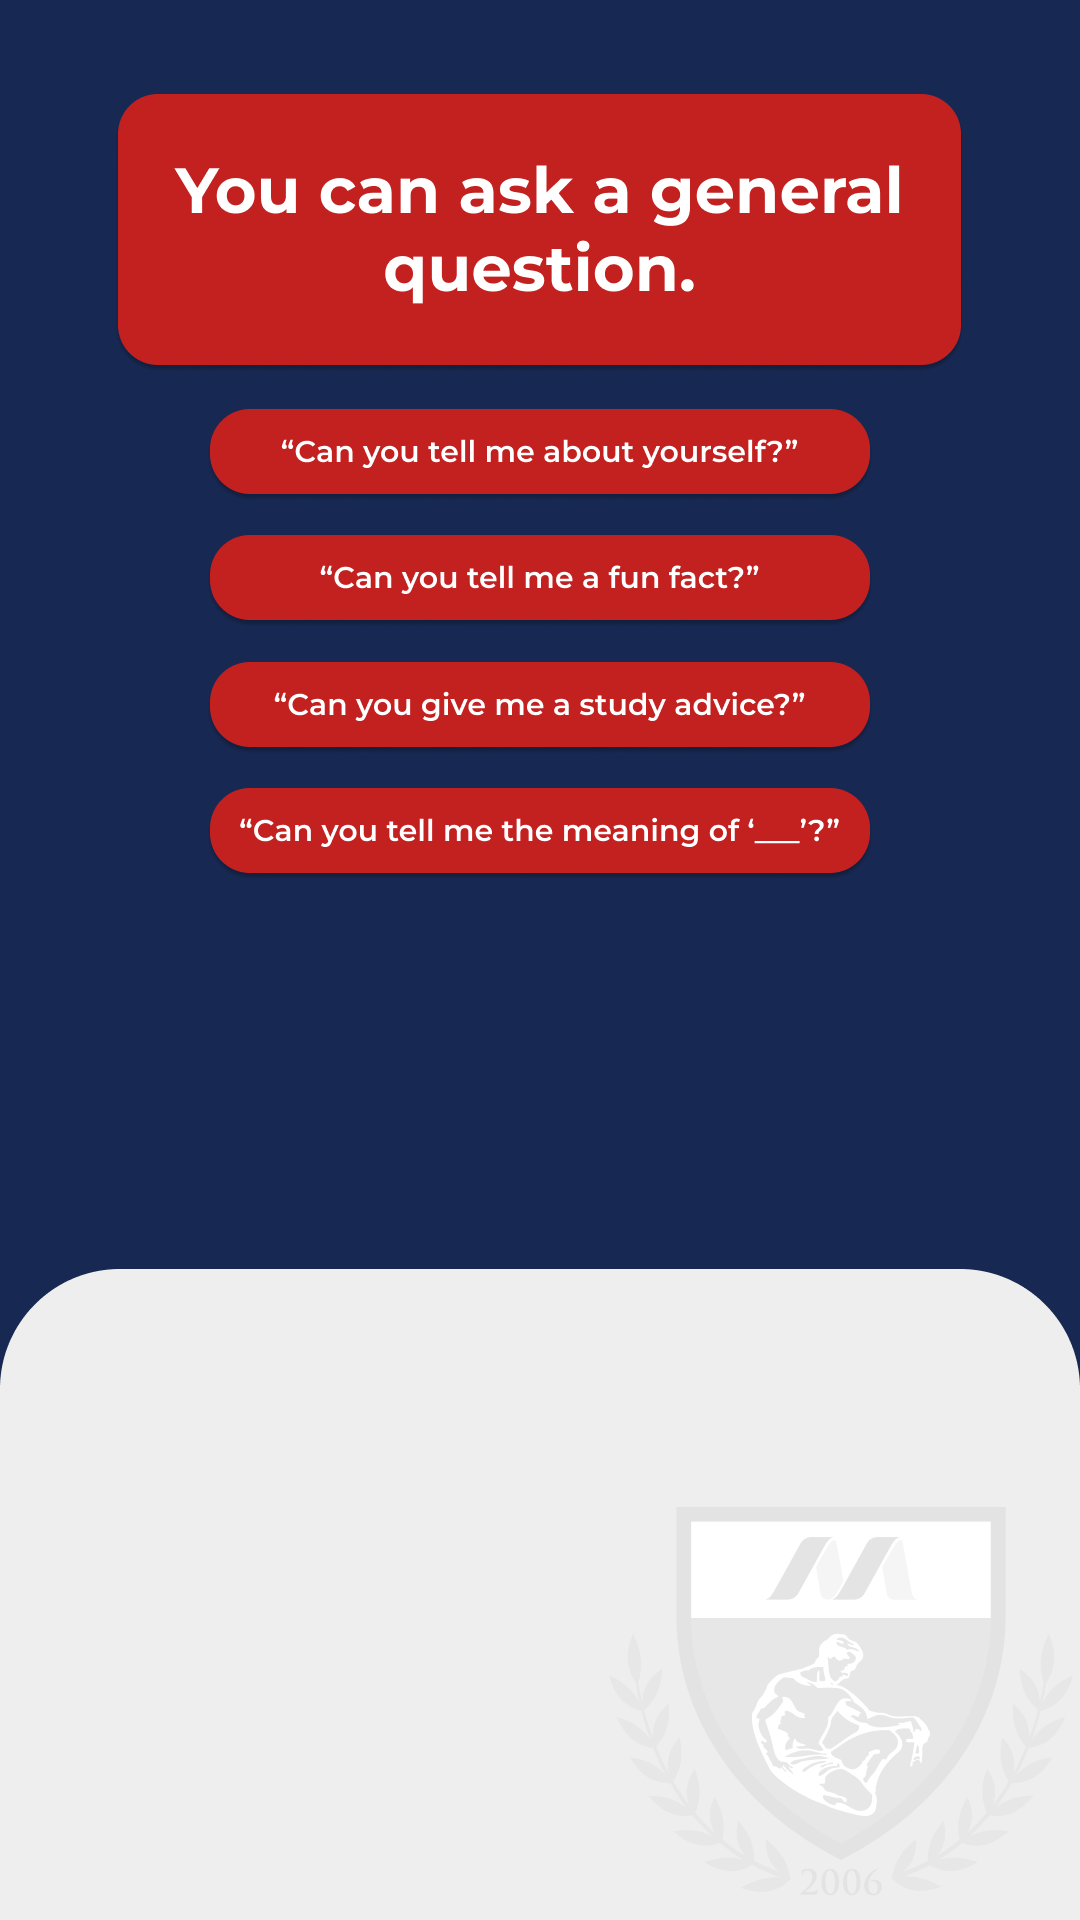 You can ask a general
question.
“Can you tell me about yourself?”
“Can you tell me a fun fact?”
“Can you give me a study advice?”
“Can you tell me the meaning of ‘___’?”
2006